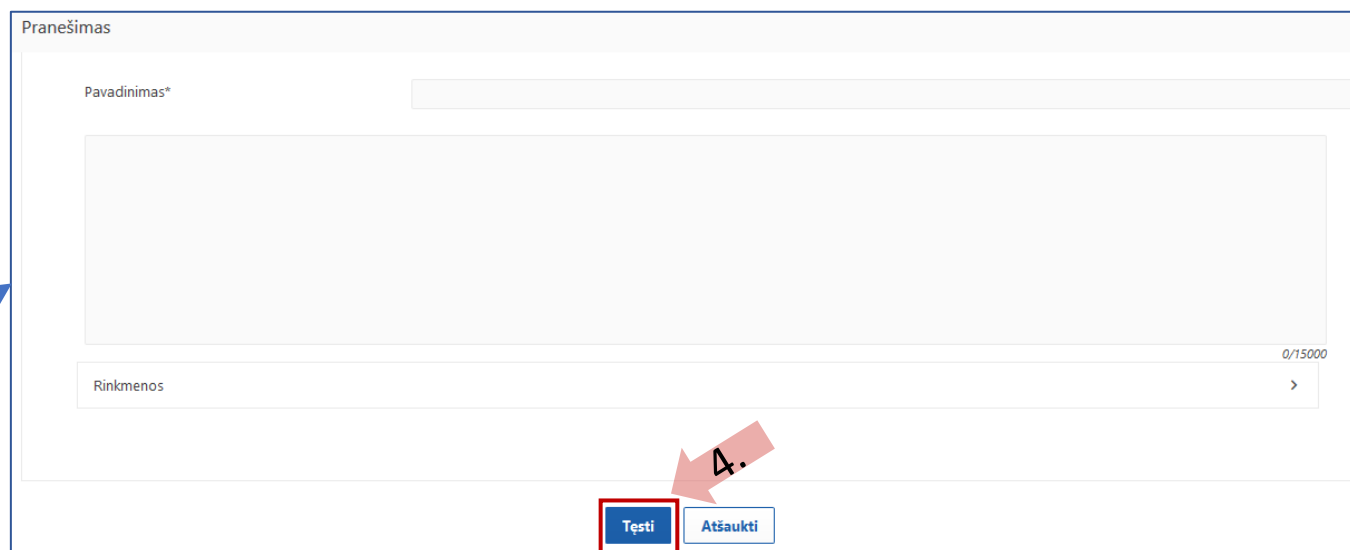 Pranešimas
Pavadinimas*
0/15000
Rinkmenos
4.
Tęsti Atšaukti